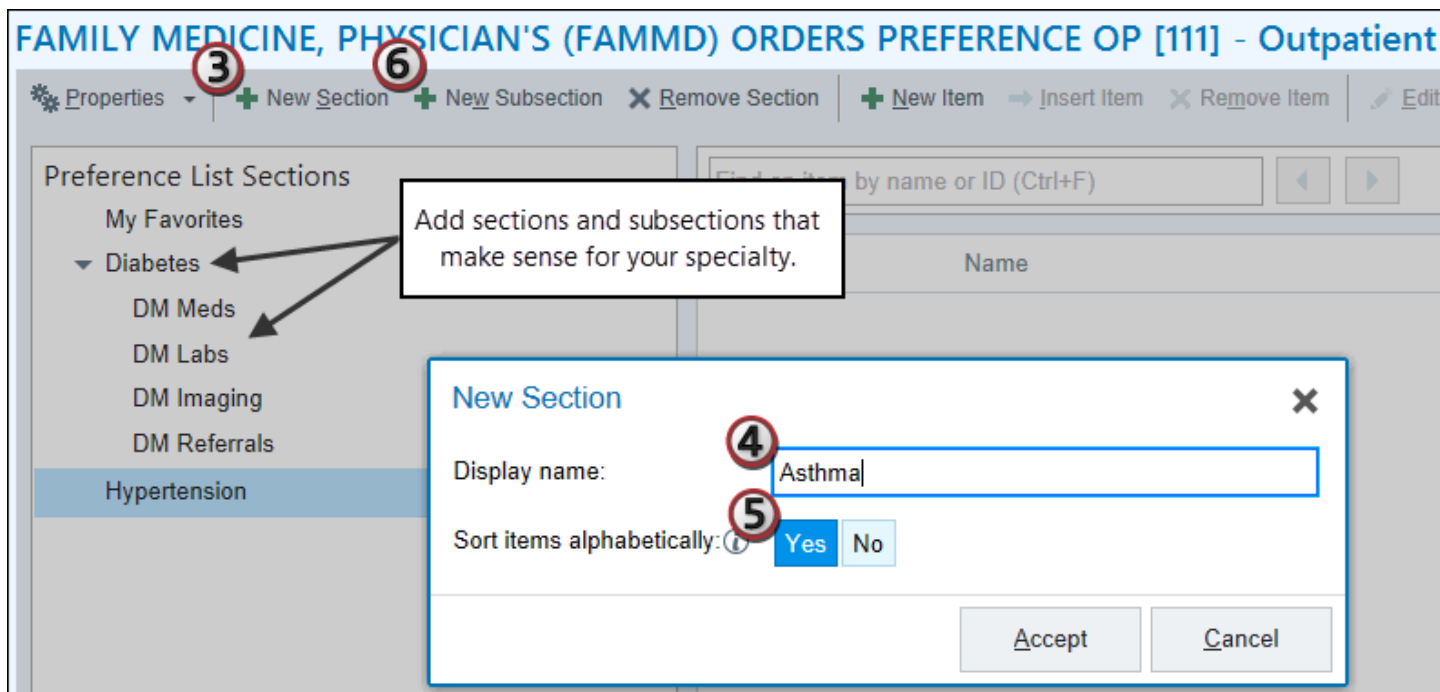 FAMILY MEDICINE, PHYSICIAN'S (FAMMD) ORDERS PREFERENCE OP [111] - Outpatient
3 6
Properties New Section New Subsection Remove Section New Item Insert Item Remove Item Edit
Preference List Sections
by name or ID (Ctrl+F)
My Favorites
Add sections and subsections that
make sense for your specialty.
Diabetes
Name
DM Meds
DM Labs
DM Imaging
DM Referrals
Hypertension
New Section
4
Display name: Asthma
5
Sort items alphabetically: Yes No
Accept Cancel